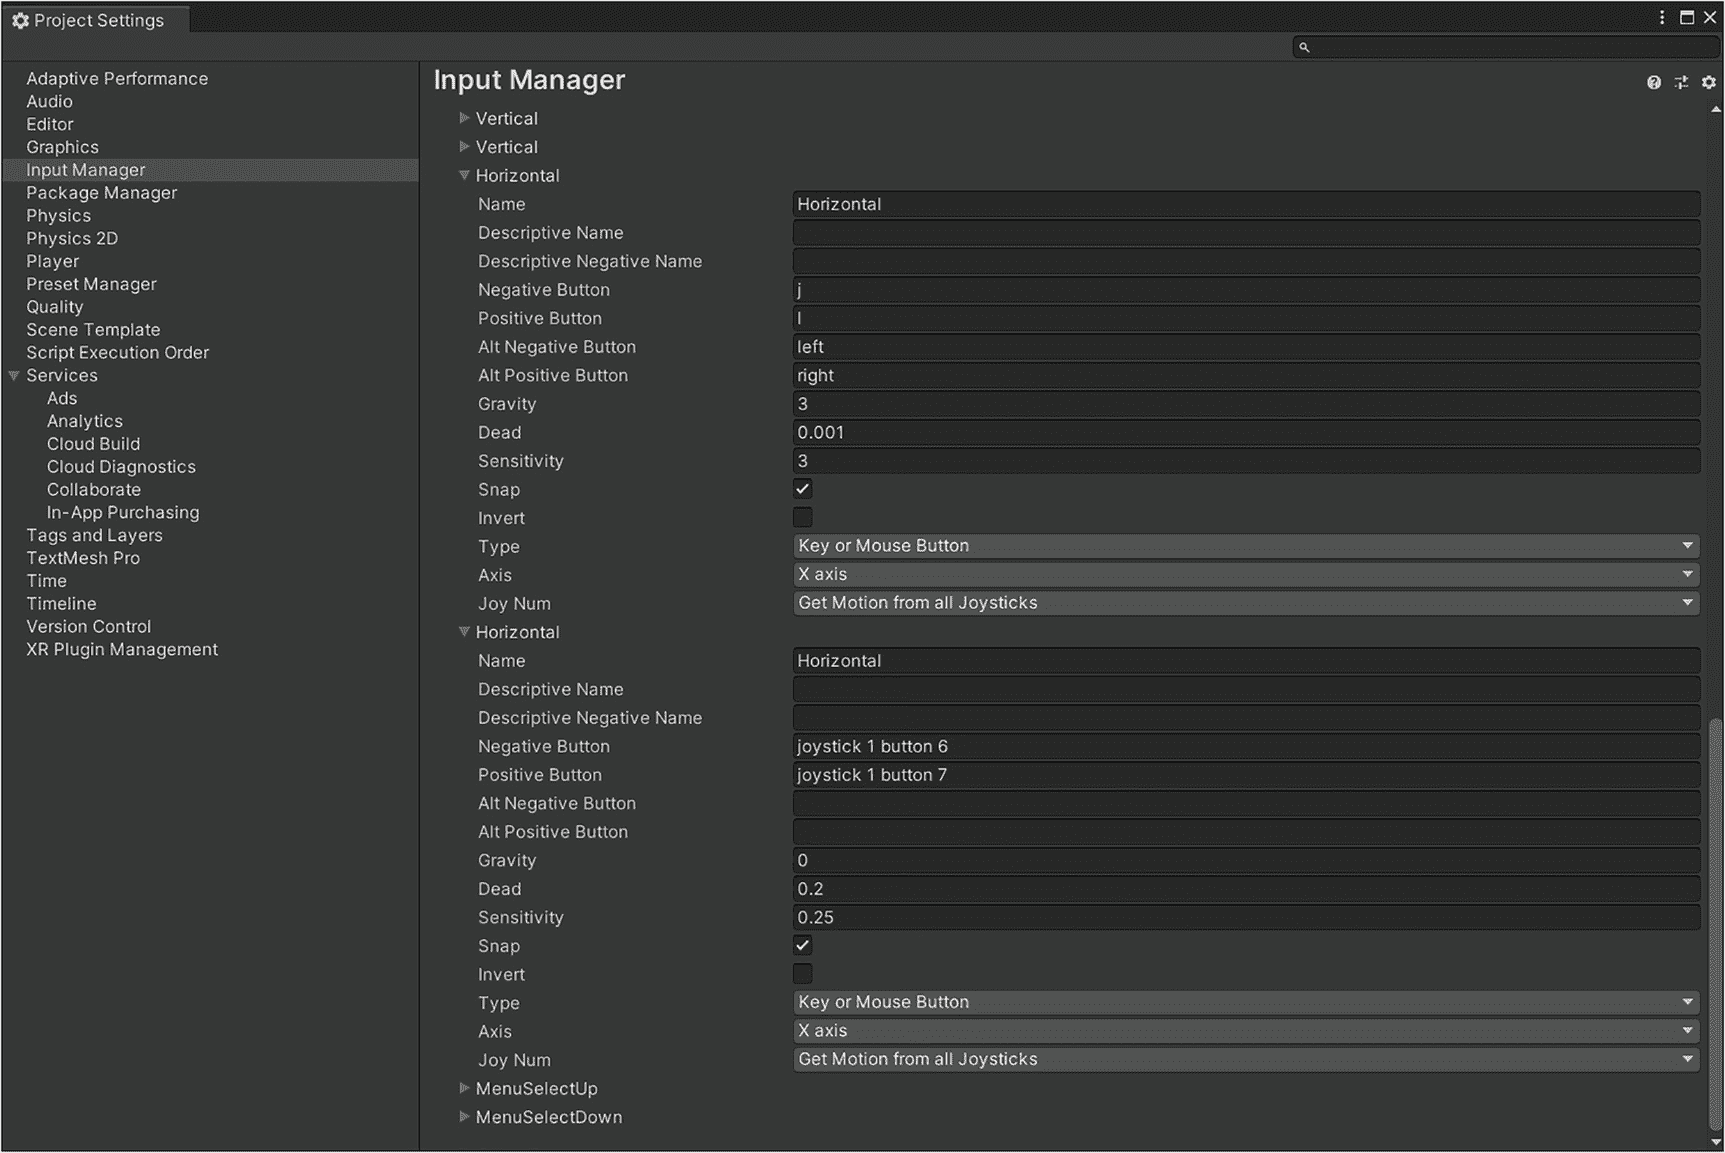 Project Settings
Adaptive Performance
Audio
Editor
Graphics
Input Manager
Package Manager
Physics
Physics 2D
Player
Preset Manager
Quality
Scene Template
Script Execution Order
Services
Ads
Analytics
Cloud Build
Cloud Diagnostics
Collaborate
In-App Purchasing
Tags and Layers
TextMesh Pro
Time
Timeline
Version Control
XR Plugin Management
Input Manager
Vertical
Vertical
Horizontal
Name Horizontal
Descriptive Name
Descriptive Negative Name
Negative Button j
Positive Button l
Alt Negative Button left
Alt Positive Button right
Gravity 3
Dead 0.001
Sensitivity 3
Snap
Invert
Type Key or Mouse Button
Axis X axis
Joy Num Get Motion from all Joysticks
Horizontal
Name Horizontal
Descriptive Name
Descriptive Negative Name
Negative Button joystick 1 button 6
Positive Button joystick 1 button 7
Alt Negative Button
Alt Positive Button
Gravity 0
Dead 0.2
Sensitivity 0.25
Snap
Invert
Type Key or Mouse Button
Axis X axis
Joy Num Get Motion from all Joysticks
MenuSelectUp
MenuSelectDown